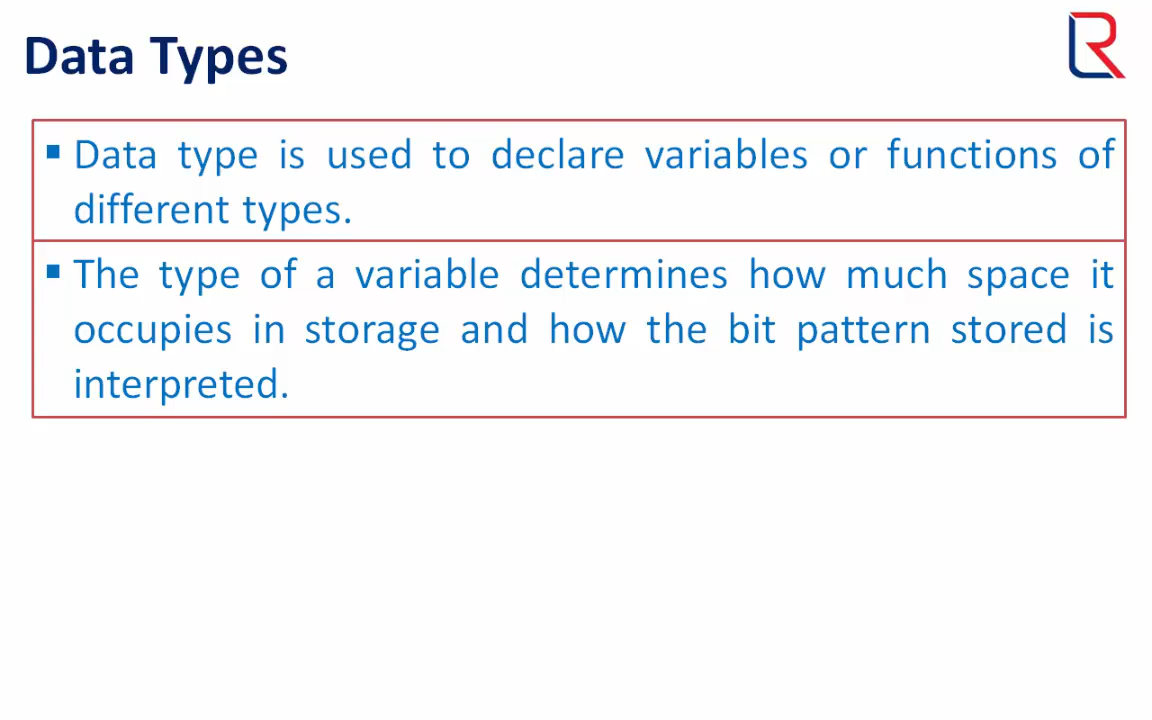 Data Types
▪ Data type is used to declare variables or functions of
different types.
▪ The type of a variable determines how much space it
occupies in storage and how the bit pattern stored is
interpreted.